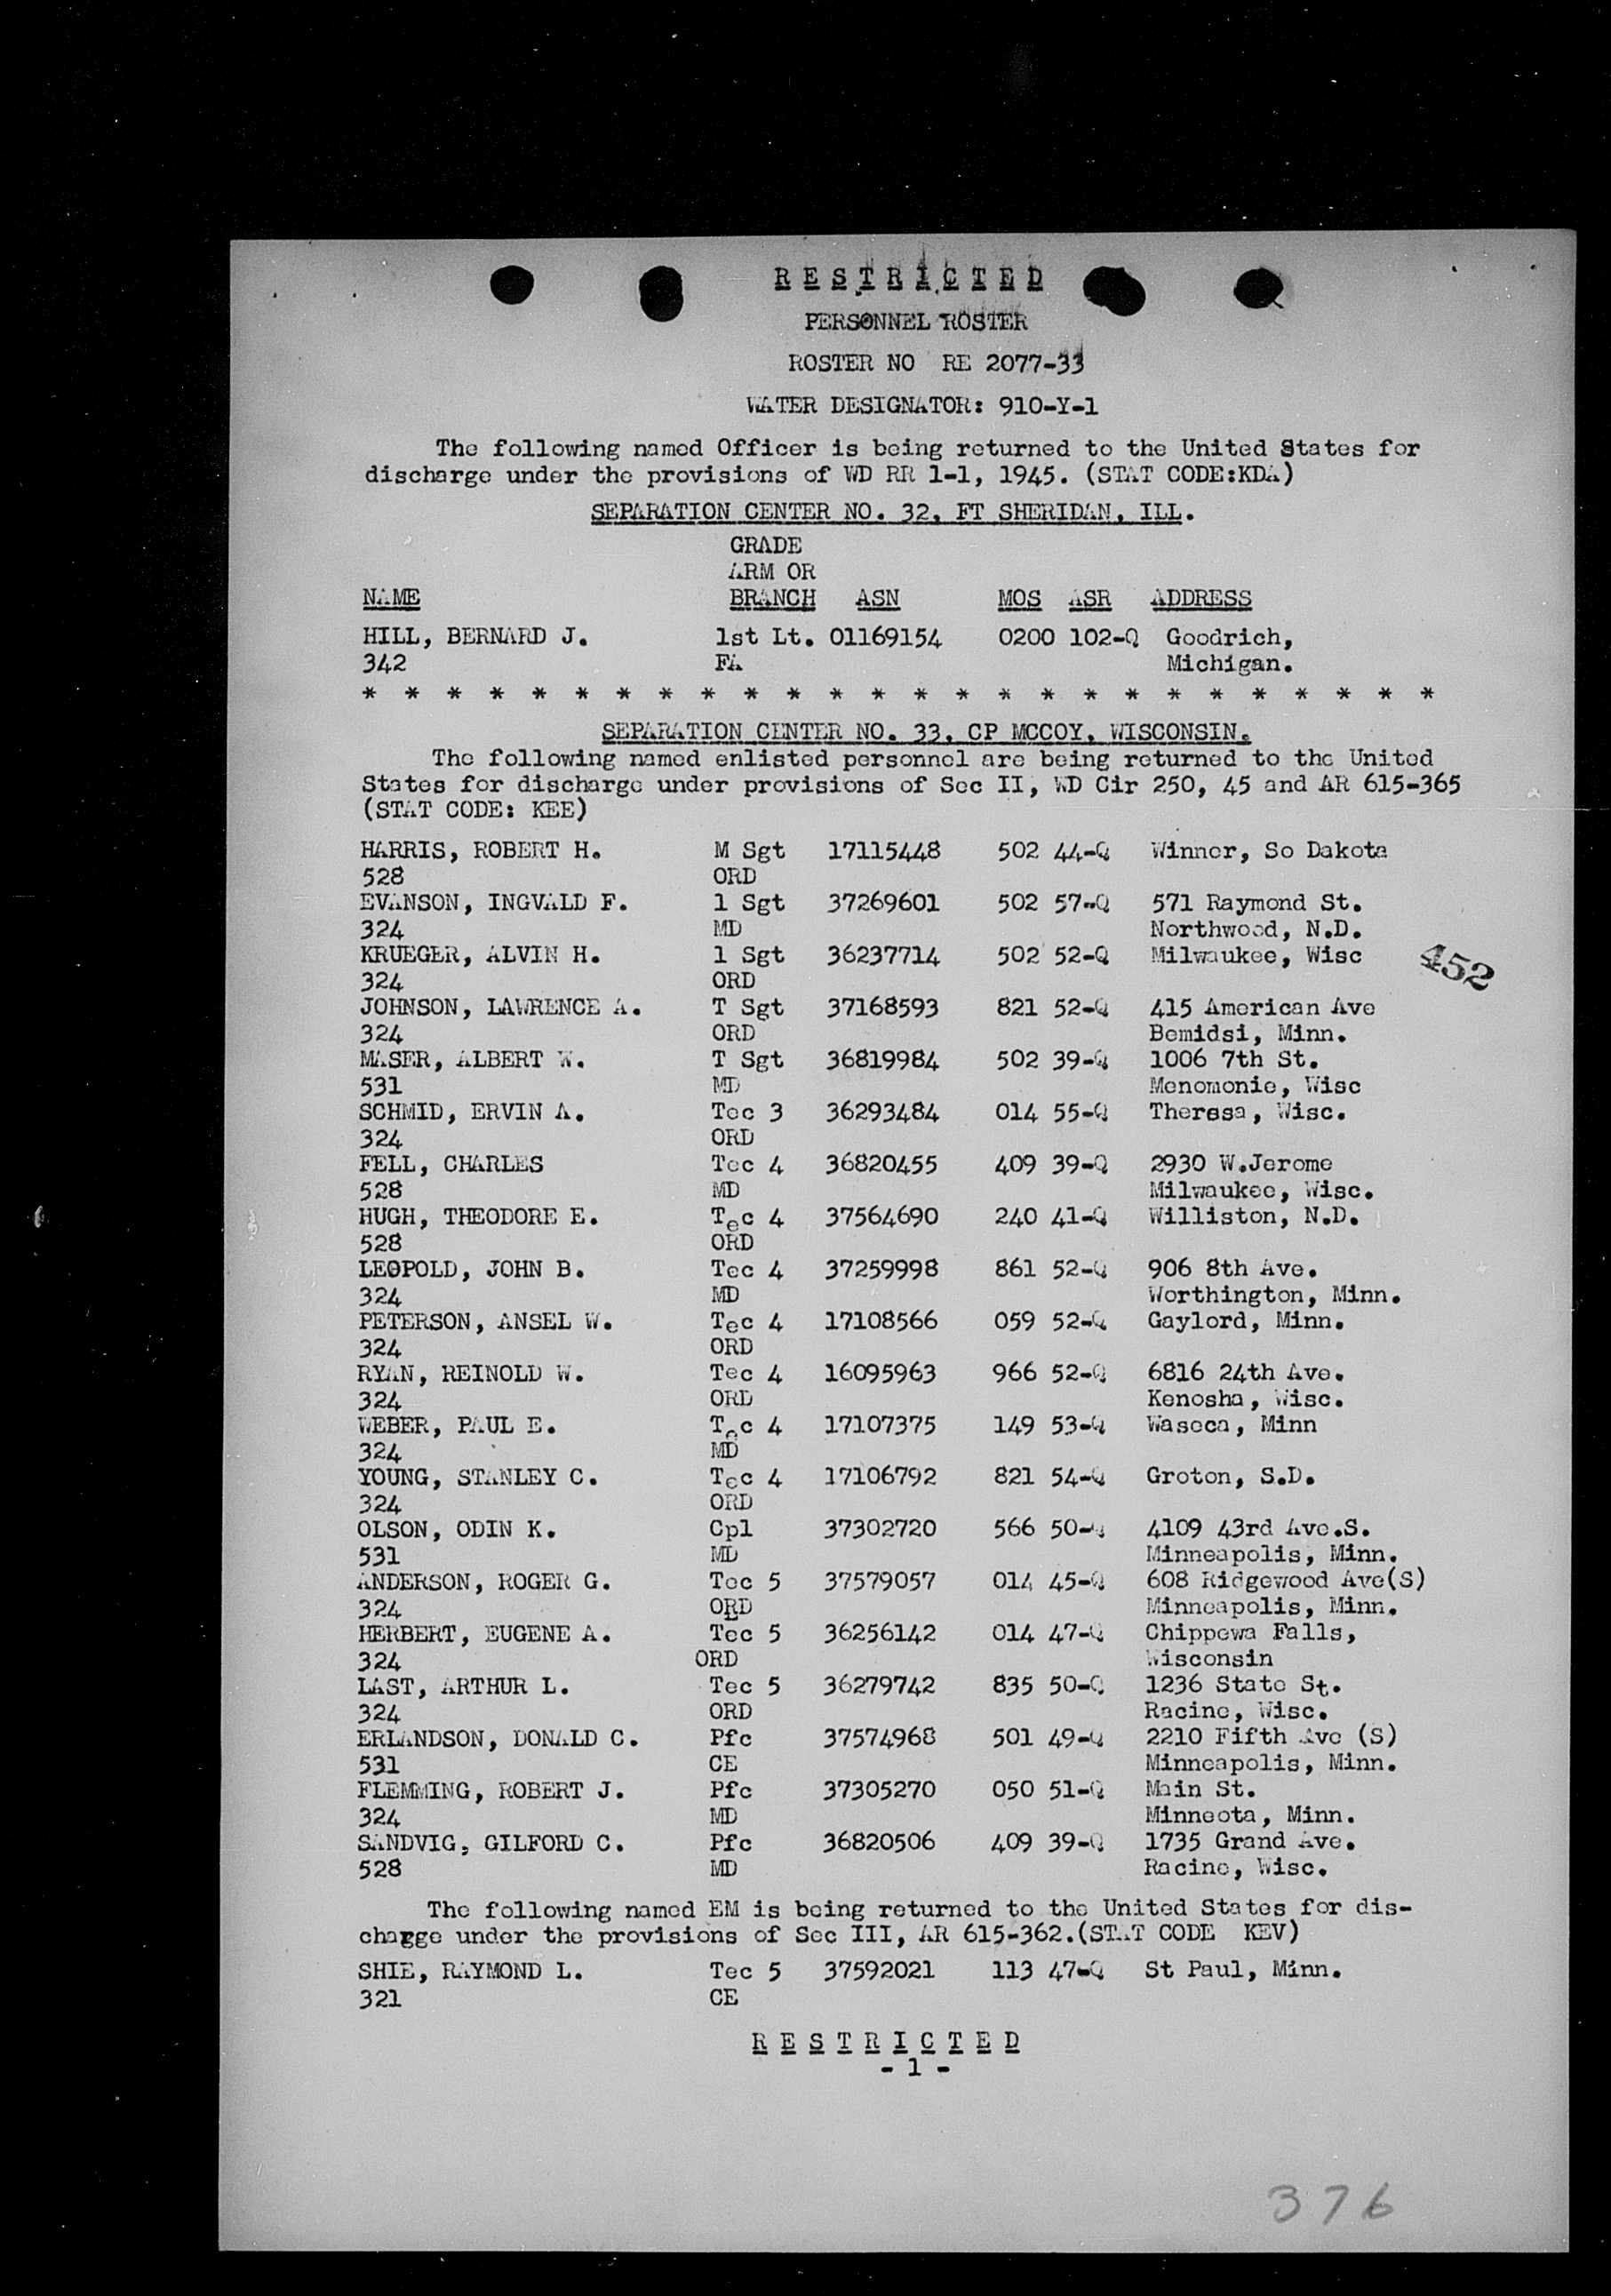 RESTRICTED
PERSONNEL ROSTER
ROSTER NO RE 2077-33
WATER DESIGNATOR: 910-Y-1
The following named Officer is being returned to the United States for
discharge under the provisions of WD RR 1-1, 1945. (STAT CODE:KDA)
SEPARATION CENTER NO. 32, FT SHERIDAN, ILL.
GRADE
ARM OR
NAME BRANCH ASN MOS ASR ADDRESS
HILL, BERNARD J. 1st Lt. 01169154 0200 102-Q Goodrich,
342 FA Michigan.
* * * * * * * * * * * * * * * * * * * * * * * * * *
SEPARATION CENTER NO. 33, CP MCCOY, WISCONSIN.
The following named enlisted personnel are being returned to the United
States for discharge under provisions of Sec II, WD Cir 250, 45 and AR 615-365
(STAT CODE: KEE)
HARRIS, ROBERT H. M Sgt 17115448 502 44-Q Winner, So Dakota
528 ORD
EVANSON, INGVALD F. 1 Sgt 37269601 502 57-Q 571 Raymond St.
324 MD Northwood, N.D.
KRUEGER, ALVIN H. 1 Sgt 36237714 502 52-Q Milwaukee, Wisc
452
324 ORD
JOHNSON, LAWRENCE A. T Sgt 37168593 821 52-Q 415 American Ave
324 ORD Bemidsi, Minn.
MASER, ALBERT W. T Sgt 36819984 502 39-Q 1006 7th St.
531 MD Menomonie, Wisc
SCHMID, ERVIN A. Tec 3 36293484 014 55-Q Theresa, Wisc.
324 ORD
FELL, CHARLES Tec 4 36820455 409 39-Q 2930 W.Jerome
528 MD Milwaukee, Wisc.
HUGH, THEODORE E. Tec 4 37564690 240 41-Q Williston, N.D.
528 ORD
LEOPOLD, JOHN B. Tec 4 37259998 861 52-Q 906 8th Ave.
324 MD Worthington, Minn.
PETERSON, ANSEL W. Tec 4 17108566 059 52-Q Gaylord, Minn.
324 ORD
RYAN, REINOLD W. Tec 4 16095963 966 52-Q 6816 24th Ave.
324 ORD Kenosha, Wisc.
WEBER, PAUL E. Tec 4 17107375 149 53-Q Waseca, Minn
324 MD
YOUNG, STANLEY C. Tec 4 17106792 821 54-Q Groton, S.D.
324 ORD
OLSON, ODIN K. Cpl 37302720 566 50-Q 4109 43rd Ave.S.
531 MD Minneapolis, Minn.
ANDERSON, ROGER G. Tec 5 37579057 014 45-Q 608 Ridgewood Ave(S)
324 ORD Minneapolis, Minn.
HERBERT, EUGENE A. Tec 5 36256142 014 47-Q Chippewa Falls,
324 ORD Wisconsin
LAST, ARTHUR L. Tec 5 36279742 835 50-Q 1236 State St.
324 ORD Racine, Wisc.
ERLANDSON, DONALD C. Pfc 37574968 501 49-Q 2210 Fifth Ave (S)
531 CE Minneapolis, Minn.
FLEMMING, ROBERT J. Pfc 37305270 050 51-Q Main St.
324 MD Minneota, Minn.
SANDVIG, GILFORD C. Pfc 36820506 409 39-Q 1735 Grand Ave.
528 MD Racine, Wisc.
The following named EM is being returned to the United States for dis-
charge under the provisions of Sec III, AR 615-362.(STAT CODE KEV)
SHIE, RAYMOND L. Tec 5 37592021 113 47-Q St Paul, Minn.
321 CE
RESTRICTED
- 1 -
376